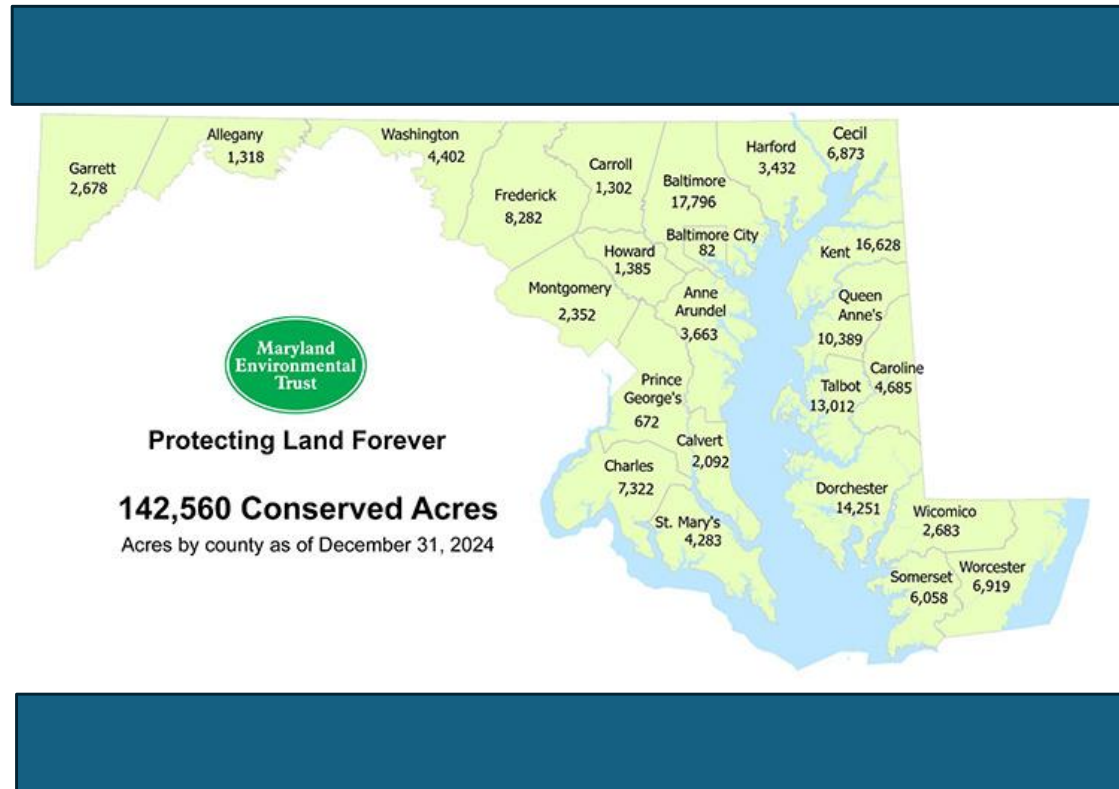 Garrett
2,678
Allegany
1,318
Washington
4,402
Frederick
8,282
Carroll
1,302
Baltimore
17,796
Baltimore City
82
Harford
3,432
Cecil
6,873
Howard
1,385
Montgomery
2,352
Anne
Arundel
3,663
Kent 16,628
Queen
Anne's
10,389
Caroline
4,685
Talbot
13,012
Prince
George's
672
Calvert
2,092
Charles
7,322
St. Mary's
4,283
Dorchester
14,251
Wicomico
2,683
Somerset
6,058
Worcester
6,919
Maryland
Environmental
Trust
Protecting Land Forever
142,560 Conserved Acres
Acres by county as of December 31, 2024